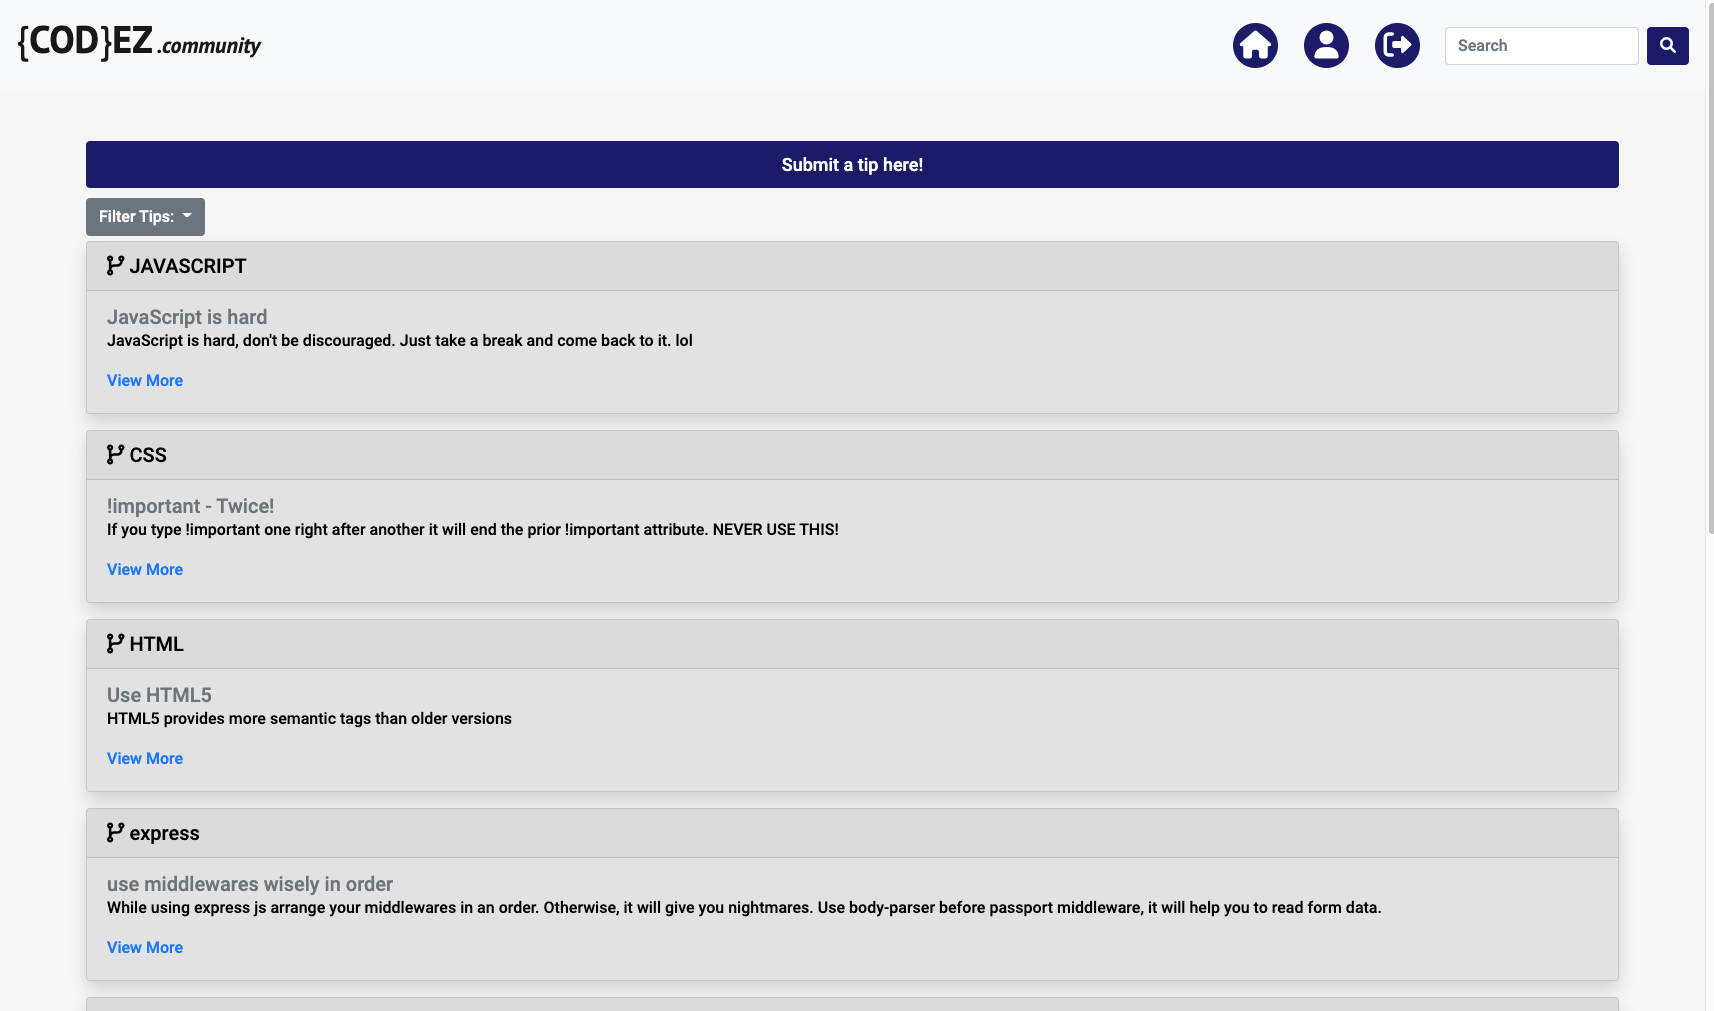 {COD}EZ .community
Search
Submit a tip here!
Filter Tips:
JAVASCRIPT
JavaScript is hard
JavaScript is hard, don't be discouraged. Just take a break and come back to it. lol
View More
CSS
!important - Twice!
If you type !important one right after another it will end the prior !important attribute. NEVER USE THIS!
View More
HTML
Use HTML5
HTML5 provides more semantic tags than older versions
View More
express
use middlewares wisely in order
While using express js arrange your middlewares in an order. Otherwise, it will give you nightmares. Use body-parser before passport middleware, it will help you to read form data.
View More